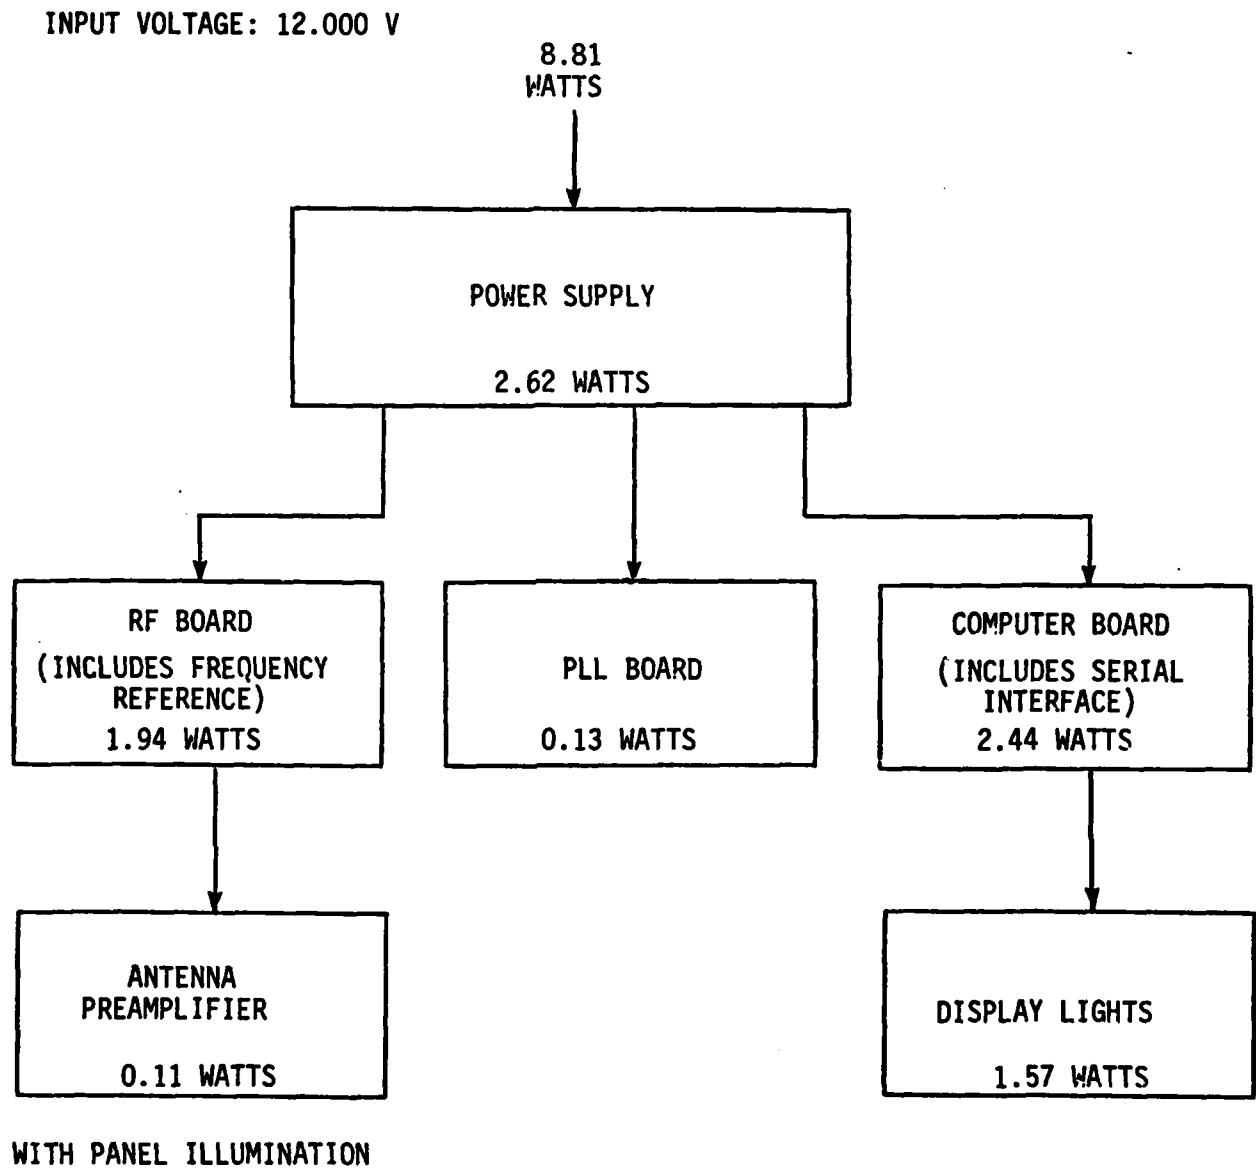 INPUT VOLTAGE: 12.000 V
8.81
WATTS
POWER SUPPLY
2.62 WATTS
RF BOARD
(INCLUDES FREQUENCY
REFERENCE)
1.94 WATTS
PLL BOARD
0.13 WATTS
COMPUTER BOARD
(INCLUDES SERIAL
INTERFACE)
2.44 WATTS
ANTENNA
PREAMPLIFIER
0.11 WATTS
DISPLAY LIGHTS
1.57 WATTS
WITH PANEL ILLUMINATION